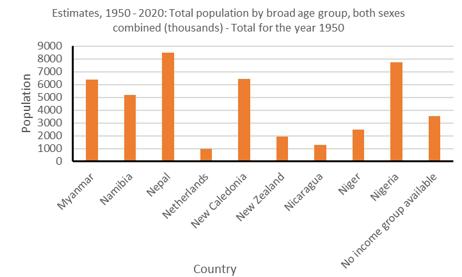 Estimates, 1950 - 2020: Total population by broad age group, both sexes
combined (thousands) - Total for the year 1950
9000
8000
7000
6000
5000
4000
3000
2000
1000
0
Population
Myanmar
Namibia
Nepal
Netherlands
New Caledonia
New Zealand
Nicaragua
Niger
Nigeria
No income group available
Country